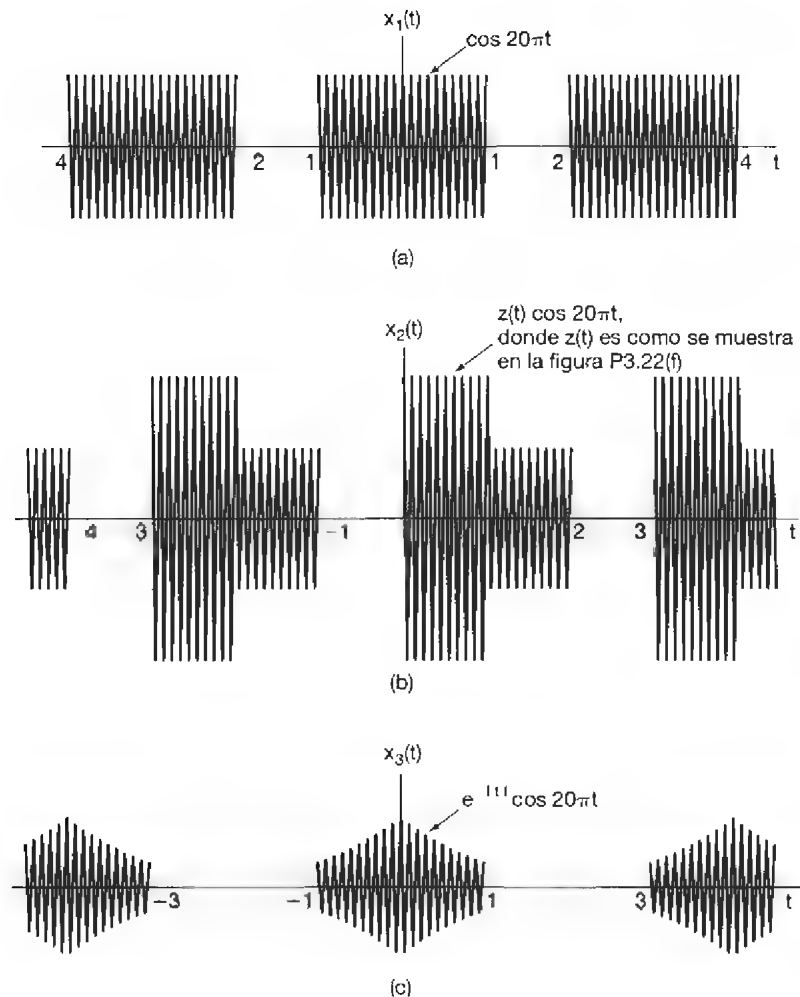 x₁(t)
cos 20πt
4 2 1 1 2 4 t
(a)
z(t) cos 20πt,
donde z(t) es como se muestra
en la figura P3.22(f)
x₂(t)
4 3 -1 2 3 t
(b)
x₃(t)
e |t| cos 20πt
-3 -1 1 3 t
(c)